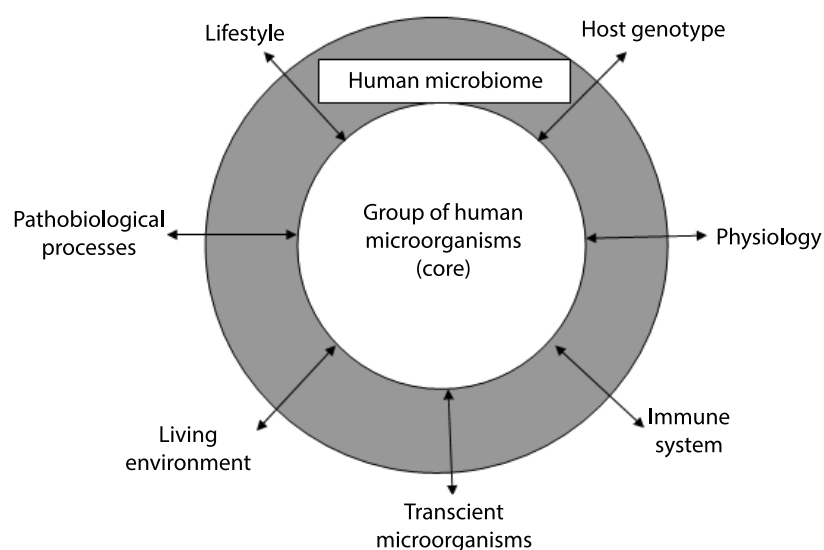 Lifestyle
Host genotype
Human microbiome
Pathobiological
processes
Group of human
microorganisms
(core)
Physiology
Living
environment
Immune
system
Transcient
microorganisms